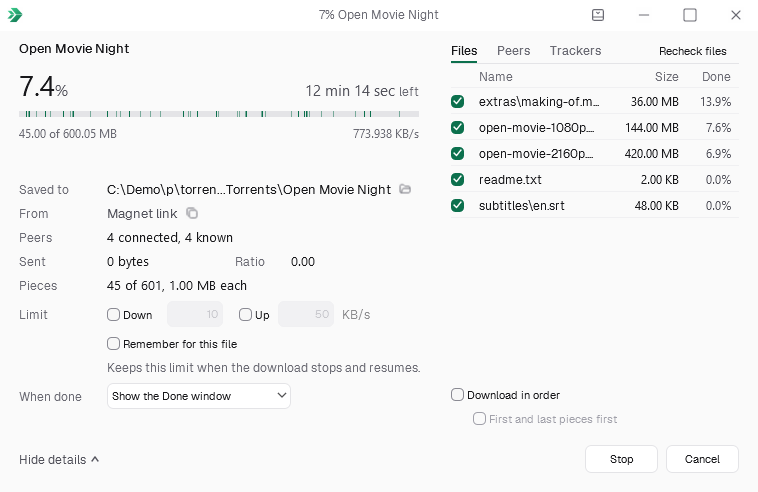 7% Open Movie Night
Open Movie Night
7.4%
12 min 14 sec left
45.00 of 600.05 MB
773.938 KB/s
Saved to C:\Demo\p\torren...Torrents\Open Movie Night
From Magnet link
Peers 4 connected, 4 known
Sent 0 bytes Ratio 0.00
Pieces 45 of 601, 1.00 MB each
Limit Down 10 Up 50 KB/s
Remember for this file
Keeps this limit when the download stops and resumes.
When done Show the Done window
Hide details
Files Peers Trackers Recheck files
Name Size Done
extras\making-of.m... 36.00 MB 13.9%
open-movie-1080p... 144.00 MB 7.6%
open-movie-2160p... 420.00 MB 6.9%
readme.txt 2.00 KB 0.0%
subtitles\en.srt 48.00 KB 0.0%
Download in order
First and last pieces first
Stop Cancel